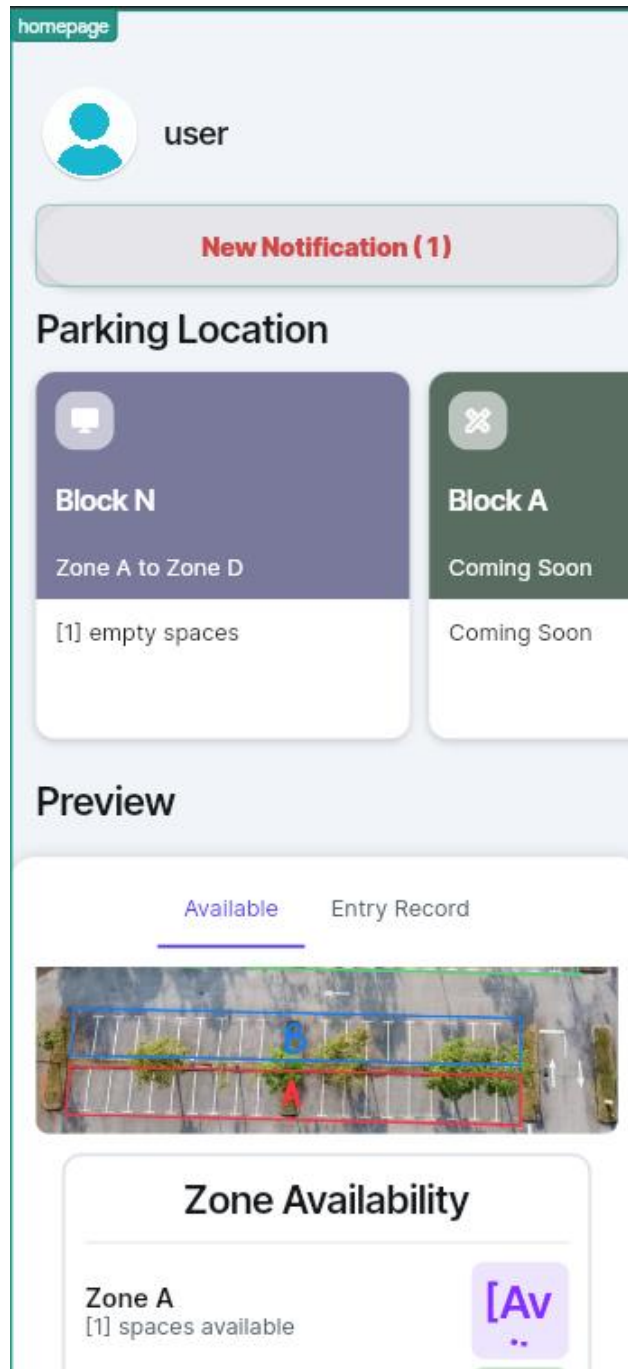 homepage
user
New Notification (1)
Parking Location
Block N
Zone A to Zone D
[1] empty spaces
Block A
Coming Soon
Coming Soon
Preview
Available Entry Record
B
A
Zone Availability
Zone A
[1] spaces available
[Av